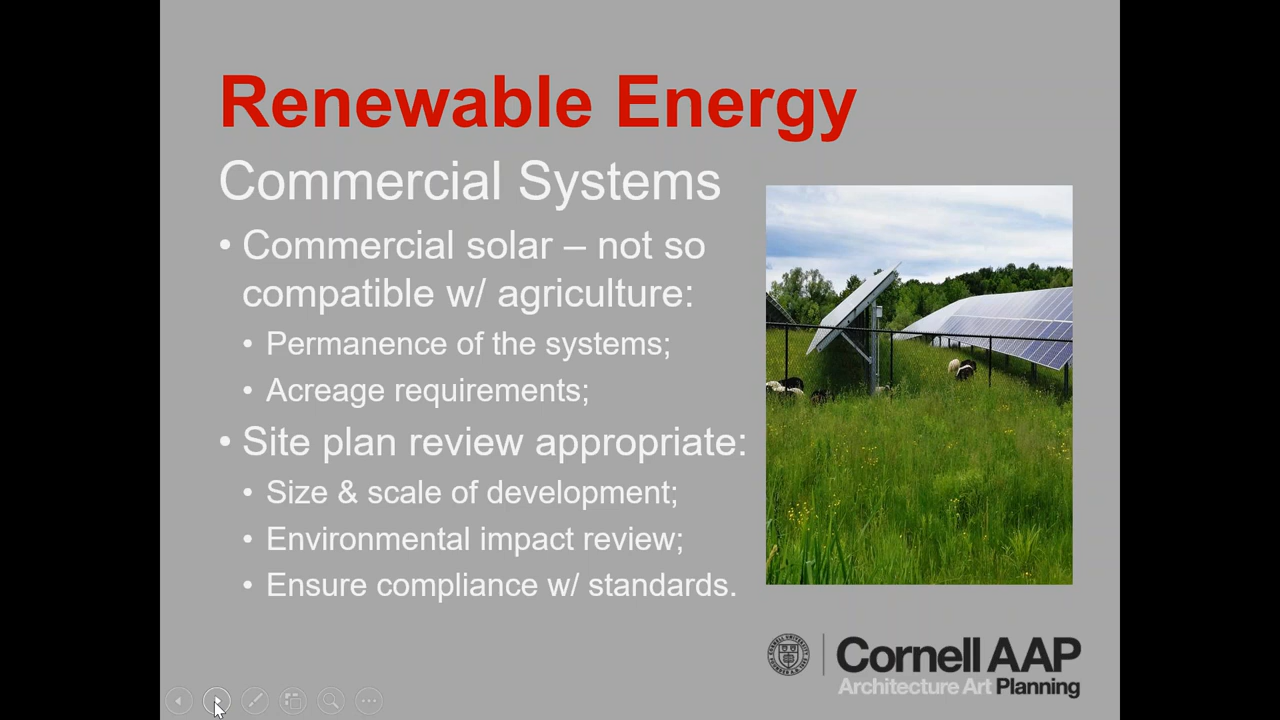 Renewable Energy
Commercial Systems
• Commercial solar – not so
compatible w/ agriculture:
• Permanence of the systems;
• Acreage requirements;
• Site plan review appropriate:
• Size & scale of development;
• Environmental impact review;
• Ensure compliance w/ standards.
Cornell AAP
Architecture Art Planning